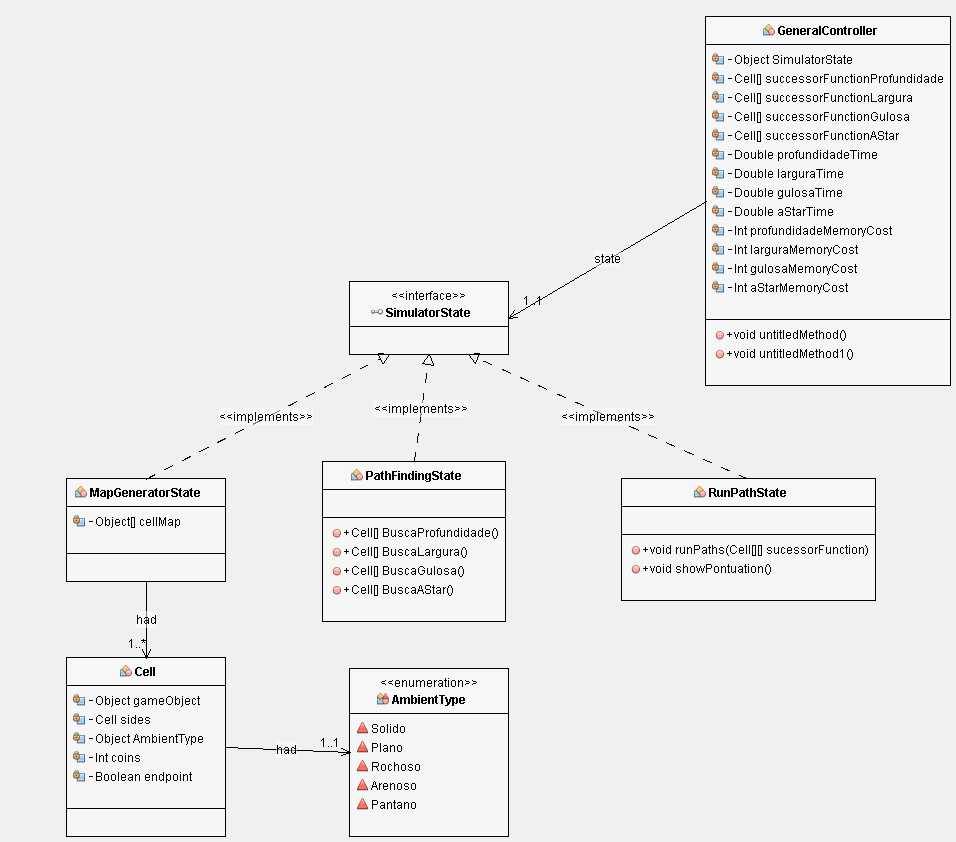 GeneralController
-Object SimulatorState
-Cell[] successorFunctionProfundidade
-Cell[] successorFunctionLargura
-Cell[] successorFunctionGulosa
-Cell[] successorFunctionAStar
-Double profundidadeTime
-Double larguraTime
-Double gulosaTime
-Double aStarTime
-Int profundidadeMemoryCost
-Int larguraMemoryCost
-Int gulosaMemoryCost
-Int aStarMemoryCost
+void untitledMethod()
+void untitledMethod1()
state
1..1
<<interface>>
SimulatorState
<<implements>>
<<implements>>
<<implements>>
MapGeneratorState
-Object[] cellMap
PathFindingState
+Cell[] BuscaProfundidade()
+Cell[] BuscaLargura()
+Cell[] BuscaGulosa()
+Cell[] BuscaAStar()
RunPathState
+void runPaths(Cell[][] sucessorFunction)
+void showPontuation()
had
1..*
Cell
-Object gameObject
-Cell sides
-Object AmbientType
-Int coins
-Boolean endpoint
had
1..1
<<enumeration>>
AmbientType
Solido
Plano
Rochoso
Arenoso
Pantano